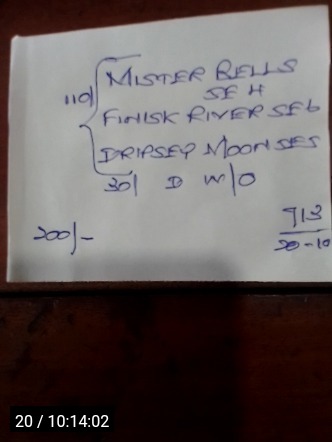 MISTER BELLS
SE 4
110/ FINISK RIVER SE6
DRIPSEY MOON SE5
30/ D W/O
200/-
913
20-10
20 / 10:14:02